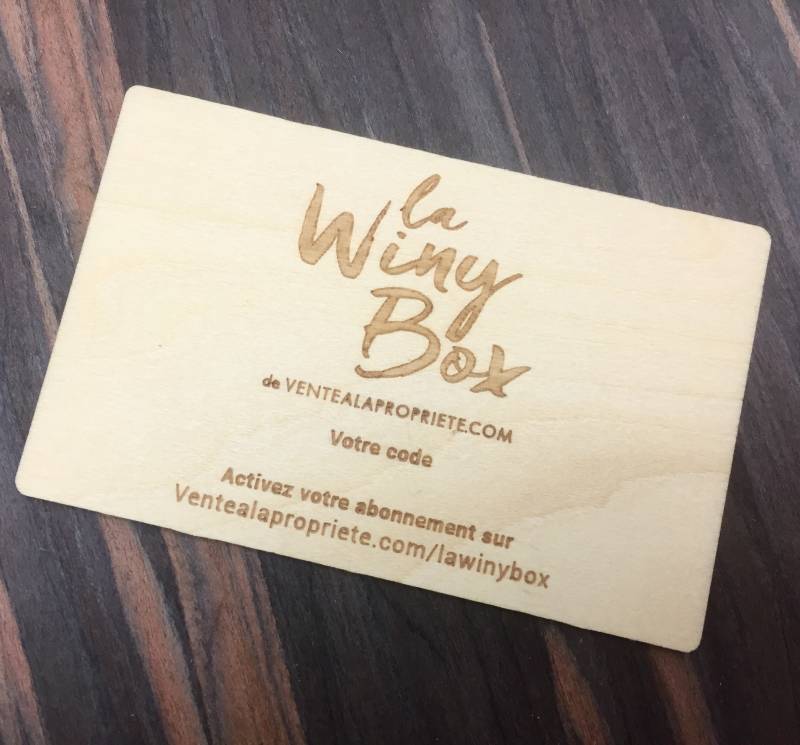 la
Winy
Box
de VENTEALAPROPRIETE.COM
Votre code
Activez votre abonnement sur
Ventealapropriete.com/lawinybox